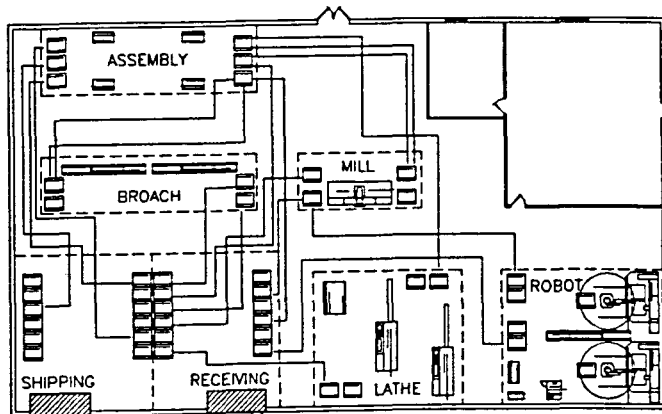 ASSEMBLY
MILL
BROACH
ROBOT
SHIPPING
RECEIVING
LATHE